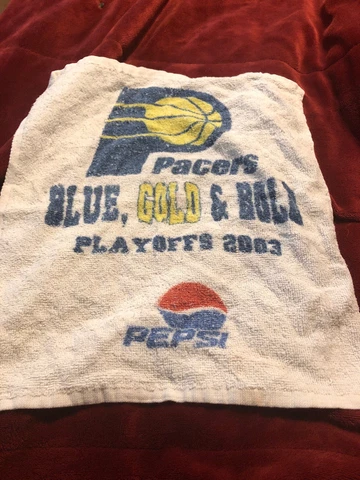 Pacers
BLUE, GOLD & BOLD
PLAYOFFS 2003
PEPSI